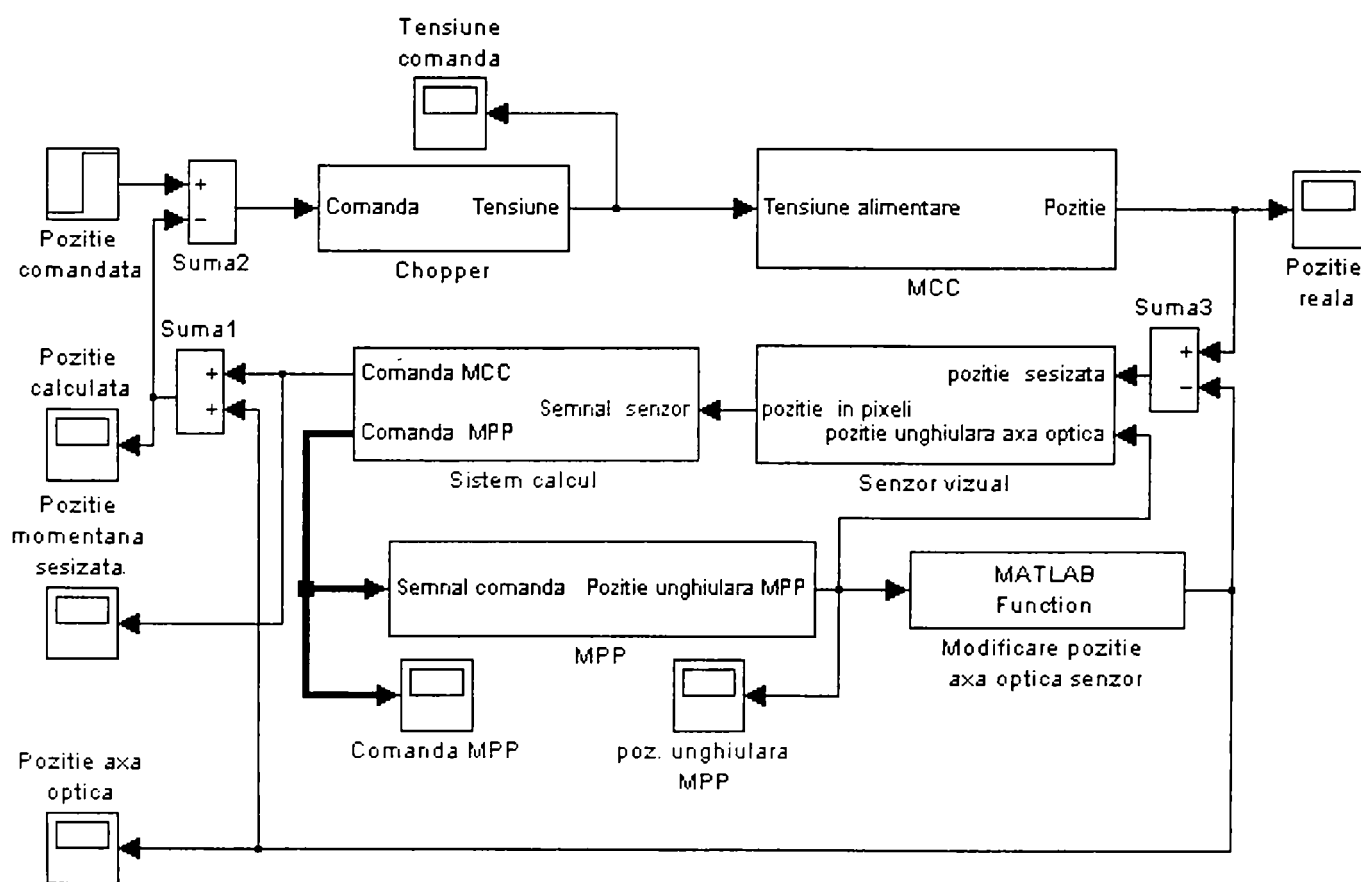 Tensiune
comanda
Pozitie
comandata
+
−
Suma2
Comanda Tensiune
Chopper
Tensiune alimentare Pozitie
MCC
Pozitie
reala
Suma1
+
+
Pozitie
calculata
Comanda MCC
Semnal senzor
Comanda MPP
Sistem calcul
pozitie sesizata
pozitie in pixeli
pozitie unghiulara axa optica
Senzor vizual
Suma3
+
−
Pozitie
momentana
sesizata
Semnal comanda Pozitie unghiulara MPP
MPP
MATLAB
Function
Modificare pozitie
axa optica senzor
Comanda MPP
poz. unghiulara
MPP
Pozitie axa
optica